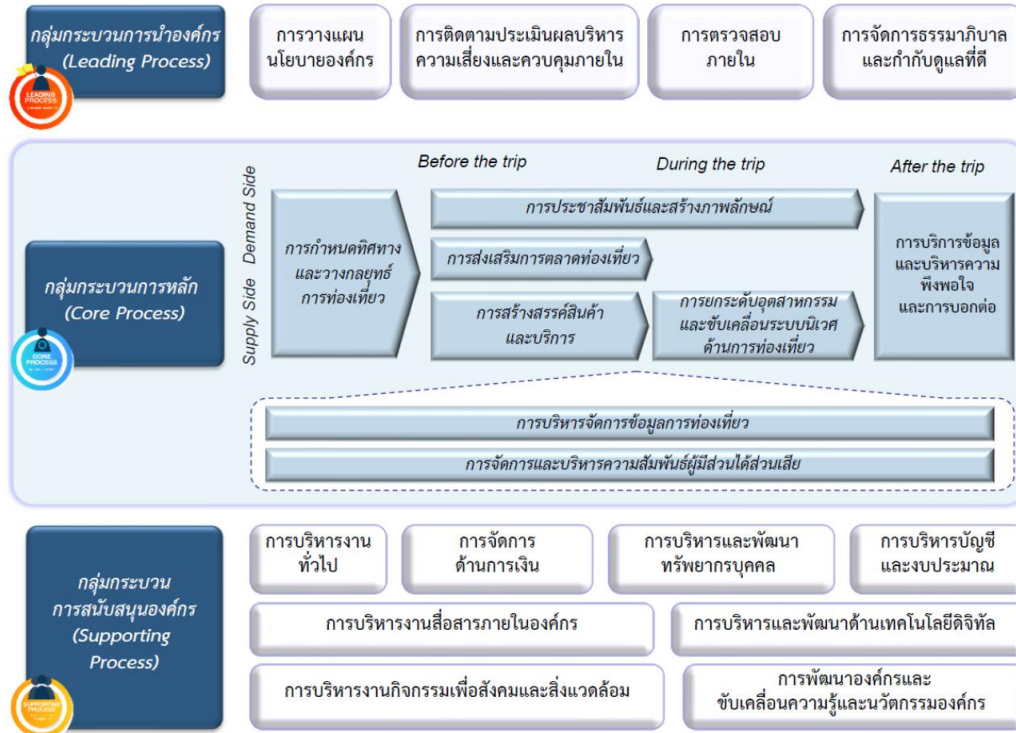 กลุ่มกระบวนการนำองค์กร
(Leading Process)
LEADING
PROCESS
การวางแผน
นโยบายองค์กร
การติดตามประเมินผลบริหาร
ความเสี่ยงและควบคุมภายใน
การตรวจสอบ
ภายใน
การจัดการธรรมาภิบาล
และกำกับดูแลที่ดี
กลุ่มกระบวนการหลัก
(Core Process)
CORE
PROCESS
Supply Side Demand Side
Before the trip
During the trip
After the trip
การกำหนดทิศทาง
และวางกลยุทธ์
การท่องเที่ยว
การประชาสัมพันธ์และสร้างภาพลักษณ์
การส่งเสริมการตลาดท่องเที่ยว
การสร้างสรรค์สินค้า
และบริการ
การยกระดับอุตสาหกรรม
และขับเคลื่อนระบบนิเวศ
ด้านการท่องเที่ยว
การบริการข้อมูล
และบริหารความ
พึงพอใจ
และการบอกต่อ
การบริหารจัดการข้อมูลการท่องเที่ยว
การจัดการและบริหารความสัมพันธ์ผู้มีส่วนได้ส่วนเสีย
กลุ่มกระบวน
การสนับสนุนองค์กร
(Supporting
Process)
SUPPORTING
PROCESS
การบริหารงาน
ทั่วไป
การจัดการ
ด้านการเงิน
การบริหารและพัฒนา
ทรัพยากรบุคคล
การบริหารบัญชี
และงบประมาณ
การบริหารงานสื่อสารภายในองค์กร
การบริหารและพัฒนาด้านเทคโนโลยีดิจิทัล
การบริหารงานกิจกรรมเพื่อสังคมและสิ่งแวดล้อม
การพัฒนาองค์กรและ
ขับเคลื่อนความรู้และนวัตกรรมองค์กร